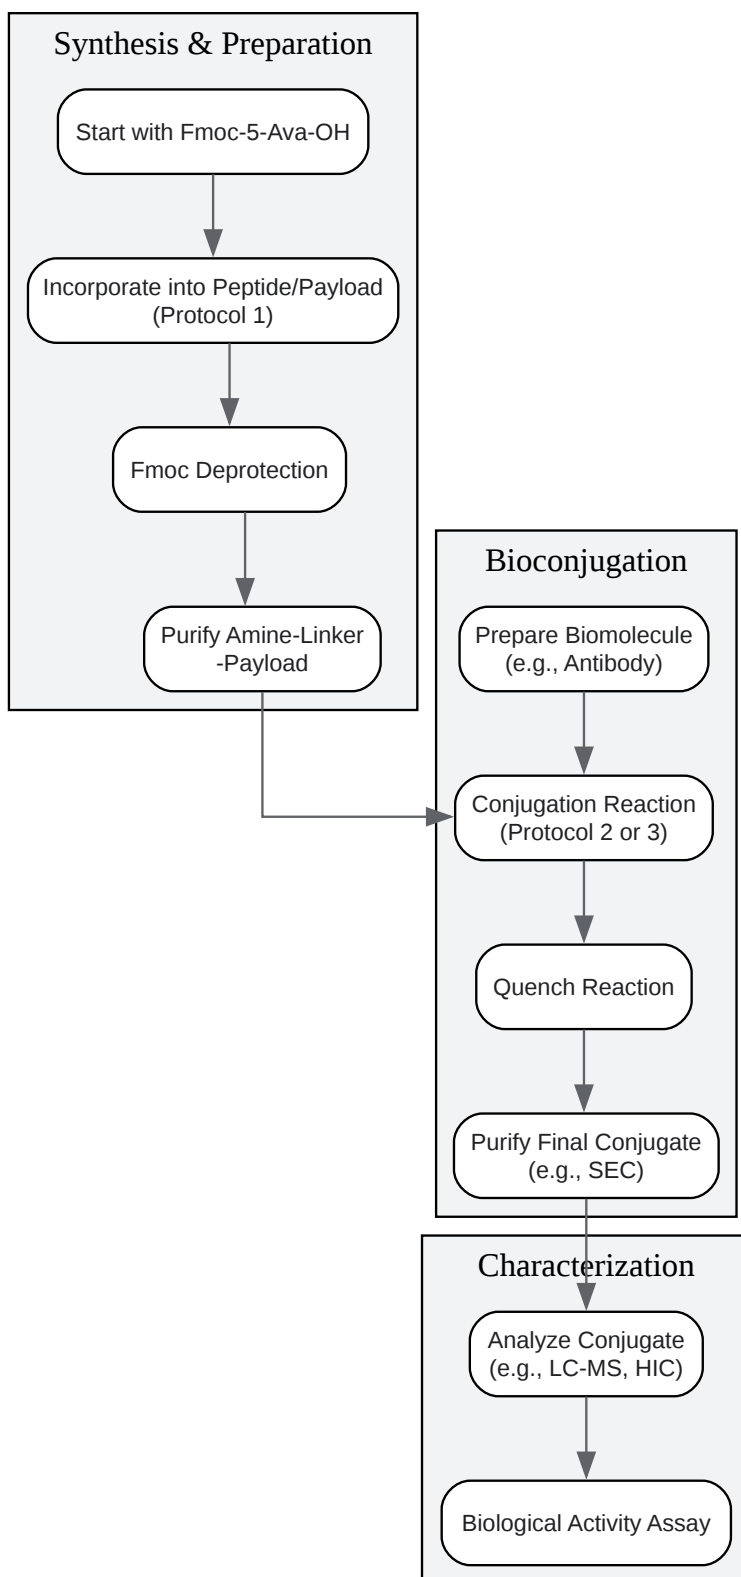 Synthesis & Preparation
Start with Fmoc-5-Ava-OH
Incorporate into Peptide/Payload
(Protocol 1)
Fmoc Deprotection
Purify Amine-Linker
-Payload
Bioconjugation
Prepare Biomolecule
(e.g., Antibody)
Conjugation Reaction
(Protocol 2 or 3)
Quench Reaction
Purify Final Conjugate
(e.g., SEC)
Characterization
Analyze Conjugate
(e.g., LC-MS, HIC)
Biological Activity Assay